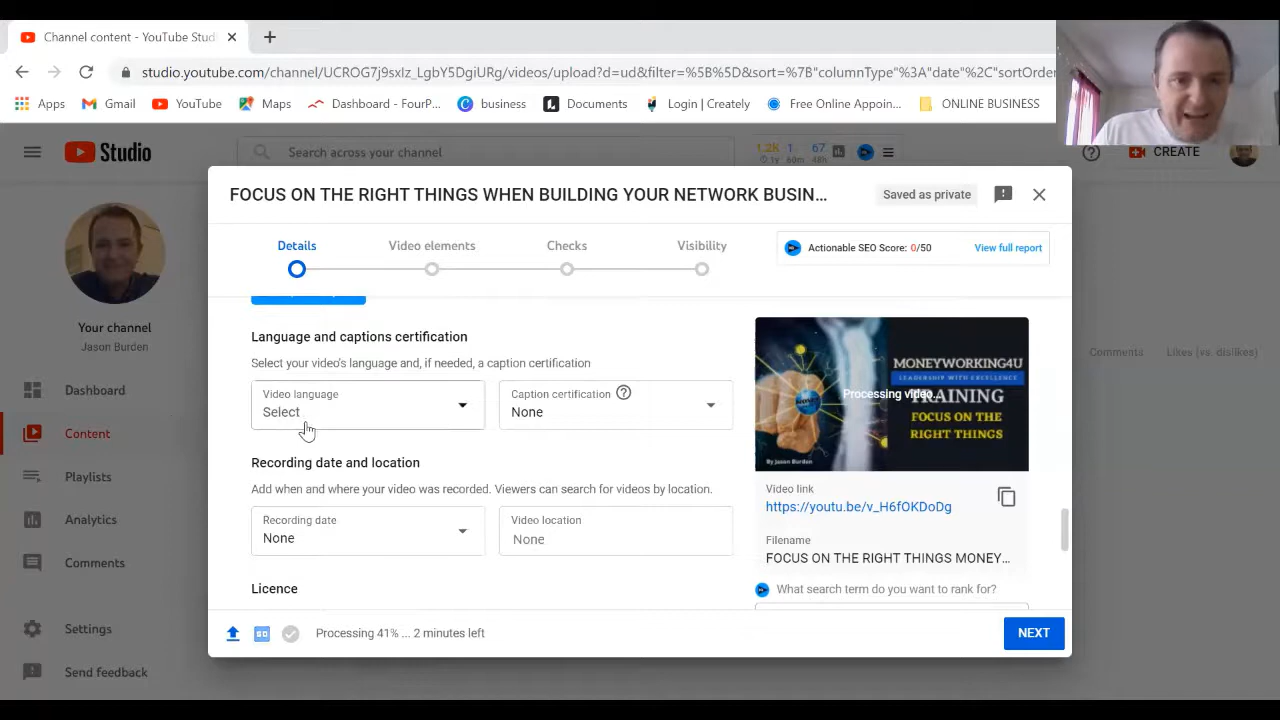 Channel content - YouTube Stud
studio.youtube.com/channel/UCROG7j9sxIz_LgbY5DgiURg/videos/upload?d=ud&filter=%5B%5D&sort=%7B"columnType"%3A"date"%2C"sortOrder
Apps Gmail YouTube Maps Dashboard - FourP... business Documents Login | Creately Free Online Appoin... ONLINE BUSINESS
Studio
Search across your channel
1.2K 1 67
1y 60m 48h
CREATE
FOCUS ON THE RIGHT THINGS WHEN BUILDING YOUR NETWORK BUSIN...
Saved as private
Details Video elements Checks Visibility
Actionable SEO Score: 0/50 View full report
Your channel
Jason Burden
Dashboard
Content
Playlists
Analytics
Comments
Settings
Send feedback
Comments Likes (vs. dislikes)
Language and captions certification
Select your video's language and, if needed, a caption certification
Video language
Select
Caption certification
None
Recording date and location
Add when and where your video was recorded. Viewers can search for videos by location.
Recording date
None
Video location
None
Licence
MONEYWORKING4U
LEADERSHIP WITH EXCELLENCE
Processing video...
TRAINING
FOCUS ON THE
RIGHT THINGS
By Jason Burden
Video link
https://youtu.be/v_H6fOKDoDg
Filename
FOCUS ON THE RIGHT THINGS MONEY...
What search term do you want to rank for?
SD
Processing 41% ... 2 minutes left
NEXT